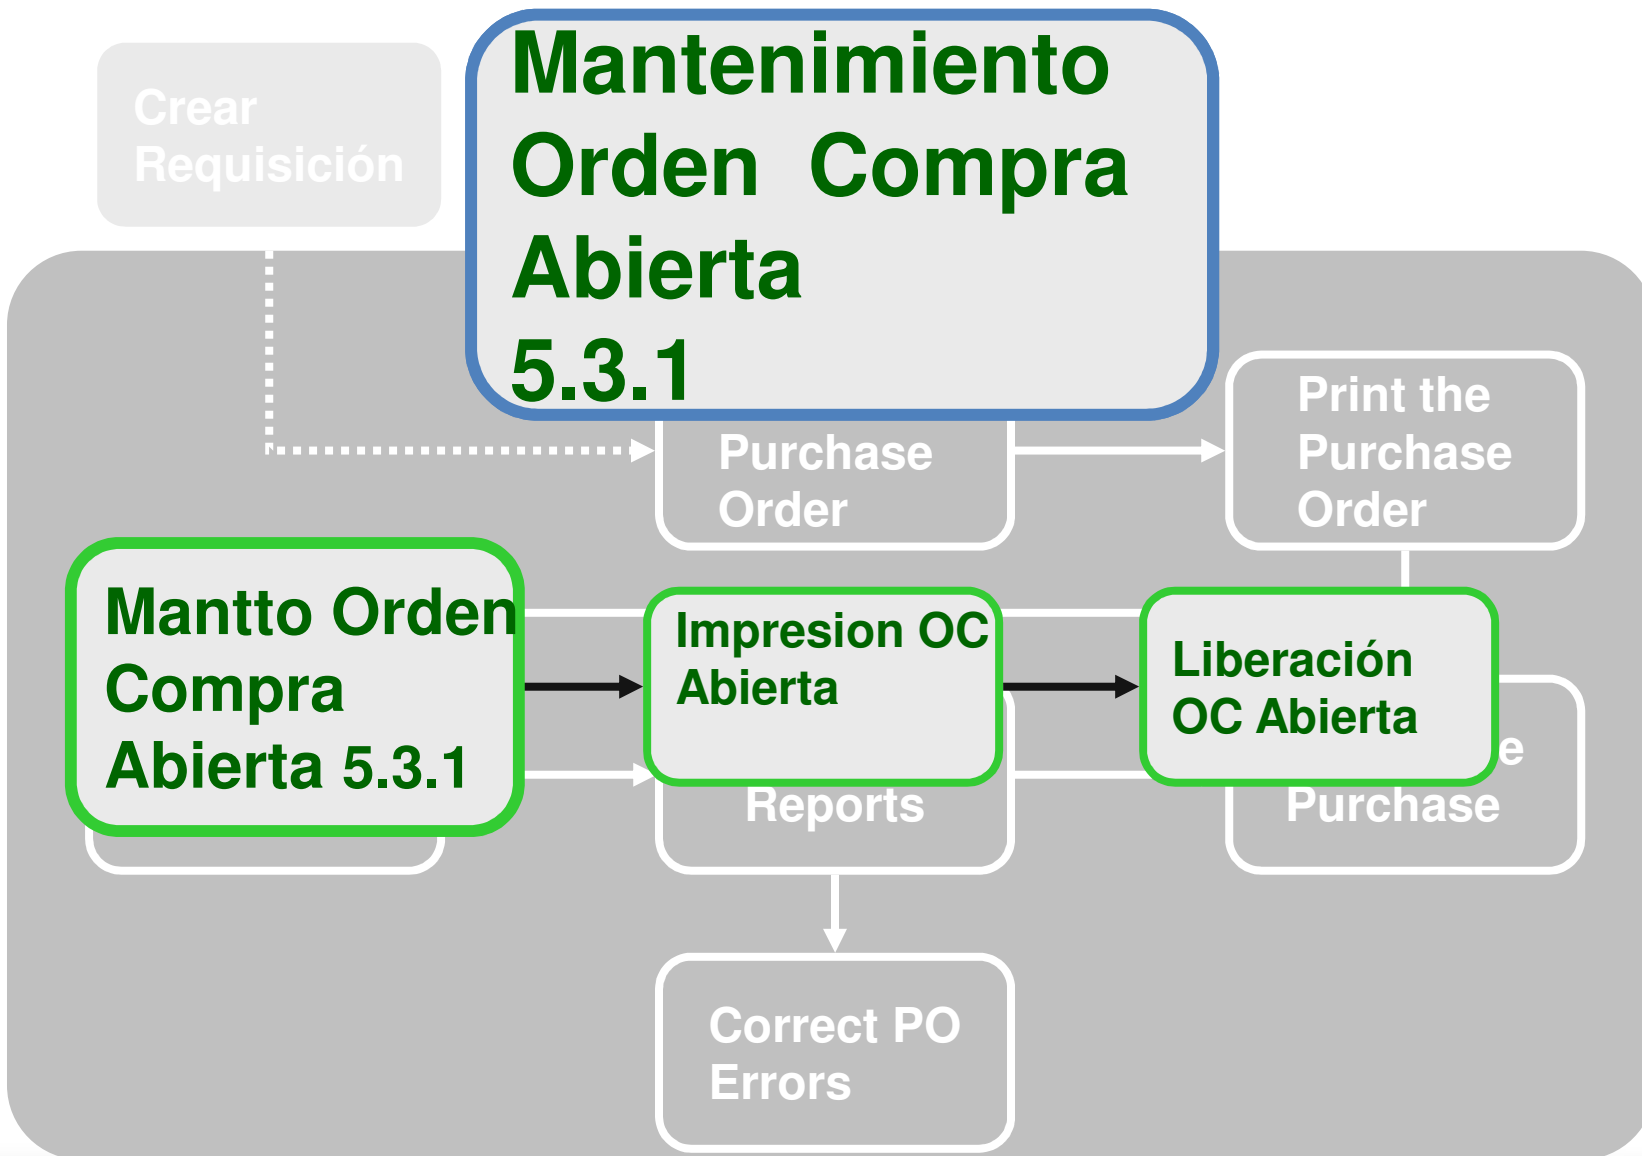 Crear
Requisición
Mantenimiento
Orden Compra
Abierta
5.3.1
Purchase
Order
Print the
Purchase
Order
Mantto Orden
Compra
Abierta 5.3.1
Impresion OC
Abierta
Liberación
OC Abierta
Reports
Purchase
Correct PO
Errors